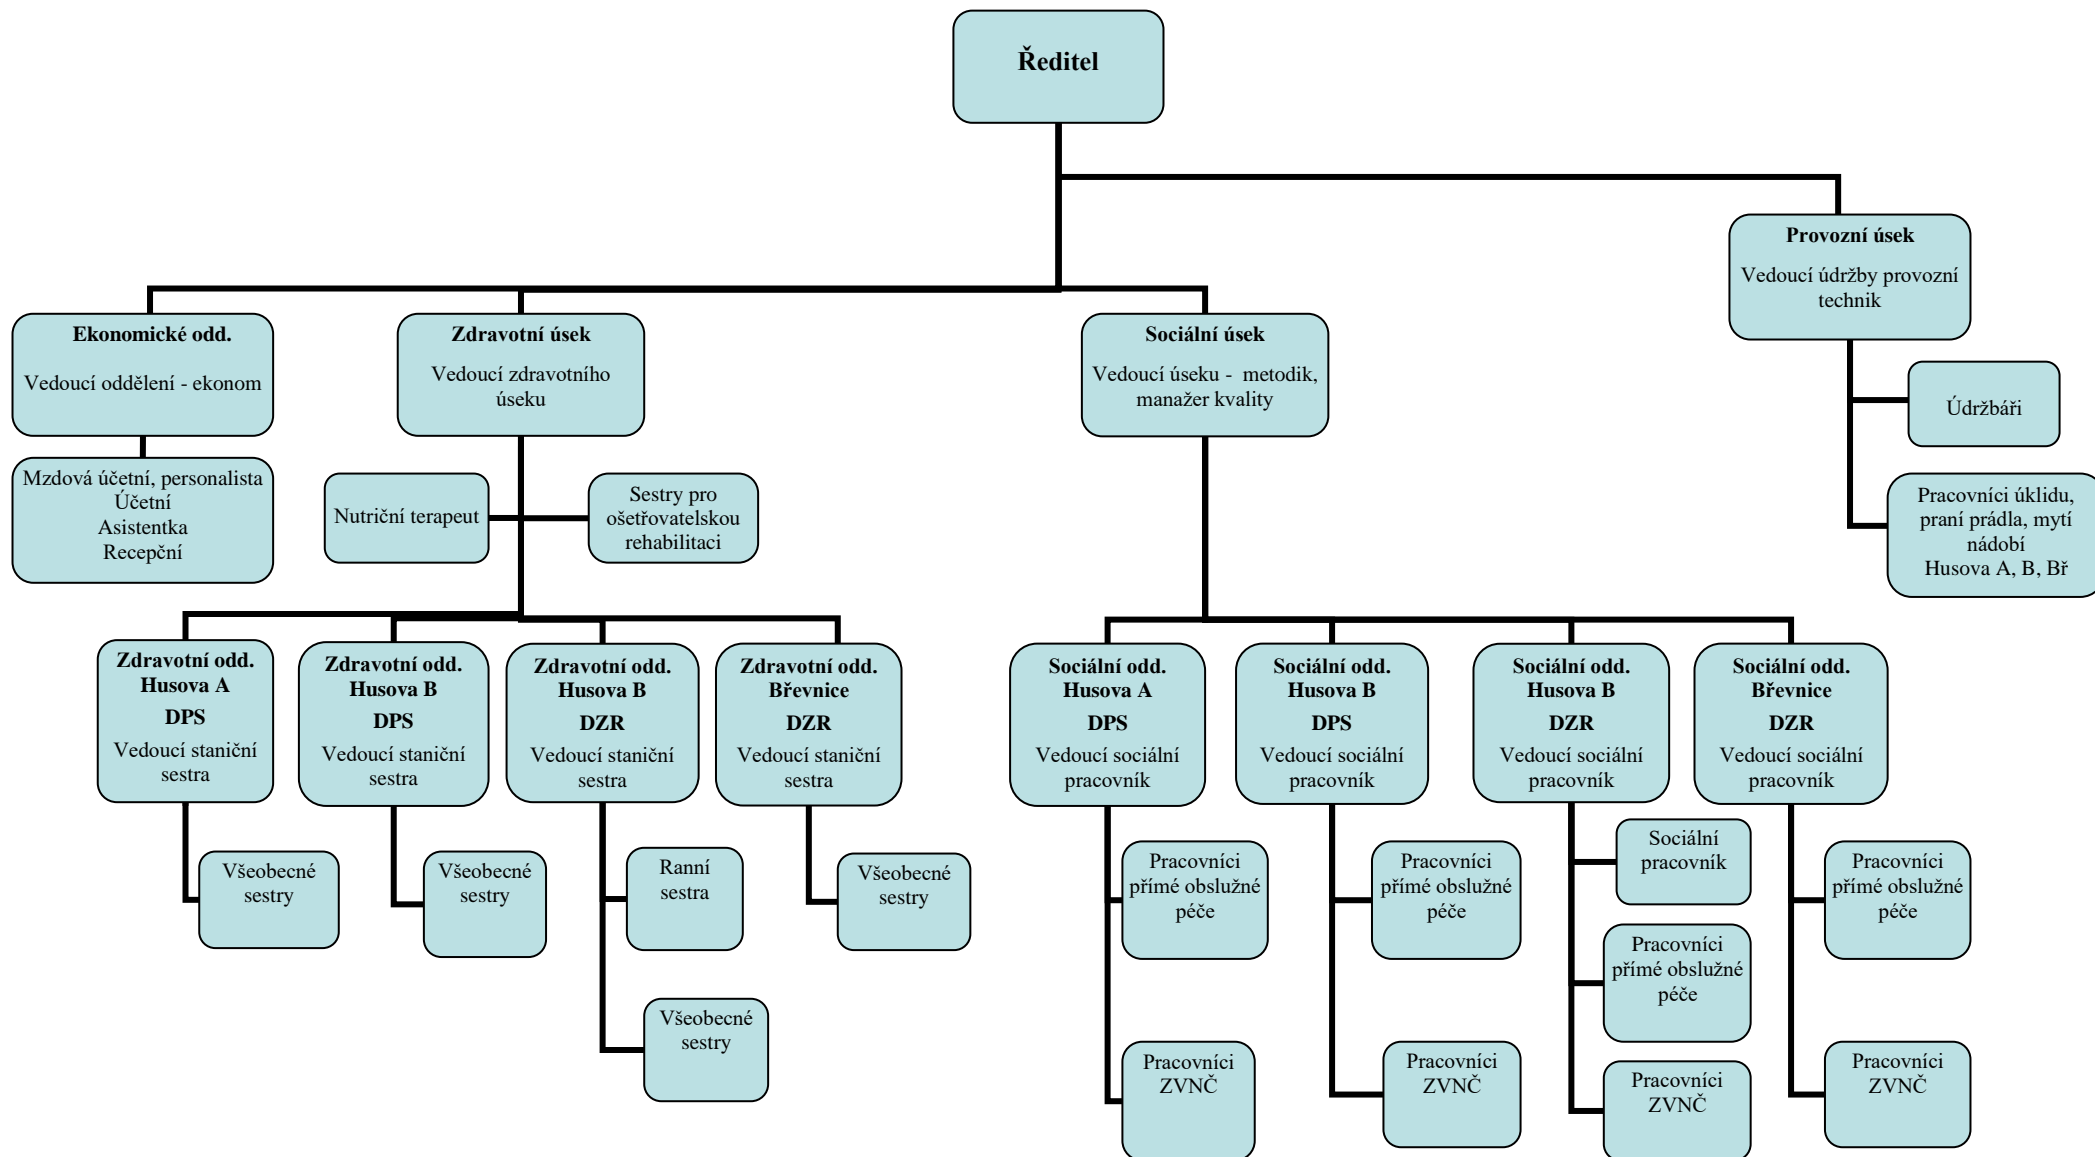 Ředitel
Provozní úsek
Vedoucí údržby provozní
technik
Ekonomické odd.
Vedoucí oddělení - ekonom
Zdravotní úsek
Vedoucí zdravotního
úseku
Sociální úsek
Vedoucí úseku -  metodik,
manažer kvality
Údržbáři
Mzdová účetní, personalista
Účetní
Asistentka
Recepční
Nutriční terapeut
Sestry pro
ošetřovatelskou
rehabilitaci
Pracovníci úklidu,
praní prádla, mytí
nádobí
Husova A, B, Bř
Zdravotní odd.
Husova A
DPS
Vedoucí staniční
sestra
Zdravotní odd.
Husova B
DPS
Vedoucí staniční
sestra
Zdravotní odd.
Husova B
DZR
Vedoucí staniční
sestra
Zdravotní odd.
Břevnice
DZR
Vedoucí staniční
sestra
Sociální odd.
Husova A
DPS
Vedoucí sociální
pracovník
Sociální odd.
Husova B
DPS
Vedoucí sociální
pracovník
Sociální odd.
Husova B
DZR
Vedoucí sociální
pracovník
Sociální odd.
Břevnice
DZR
Vedoucí sociální
pracovník
Všeobecné
sestry
Všeobecné
sestry
Ranní
sestra
Všeobecné
sestry
Všeobecné
sestry
Pracovníci
přímé obslužné
péče
Pracovníci
ZVNČ
Pracovníci
přímé obslužné
péče
Pracovníci
ZVNČ
Sociální
pracovník
Pracovníci
přímé obslužné
péče
Pracovníci
ZVNČ
Pracovníci
přímé obslužné
péče
Pracovníci
ZVNČ